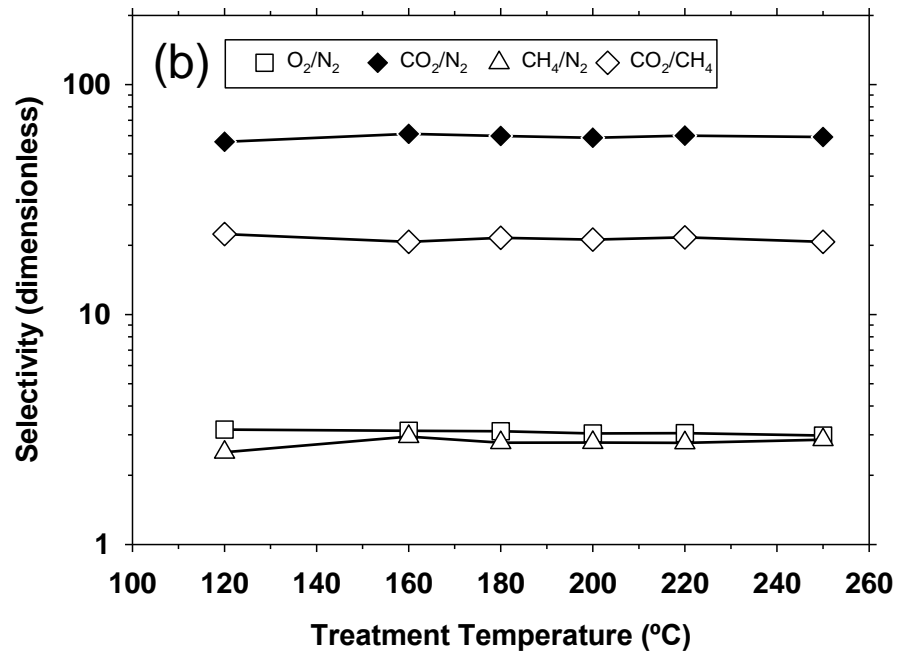 (b)
O₂/N₂ CO₂/N₂ CH₄/N₂ CO₂/CH₄
100
10
1
Selectivity (dimensionless)
100 120 140 160 180 200 220 240 260
Treatment Temperature (ºC)